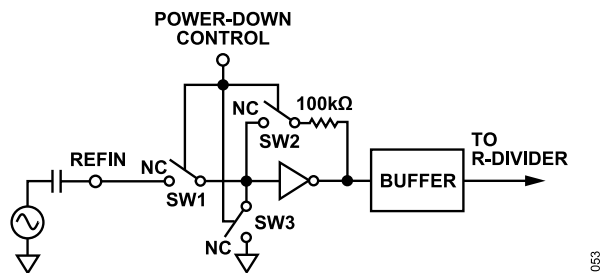 POWER-DOWN
CONTROL
NC
100kΩ
SW2
TO
R-DIVIDER
REFIN
NC
BUFFER
SW1
SW3
NC
053